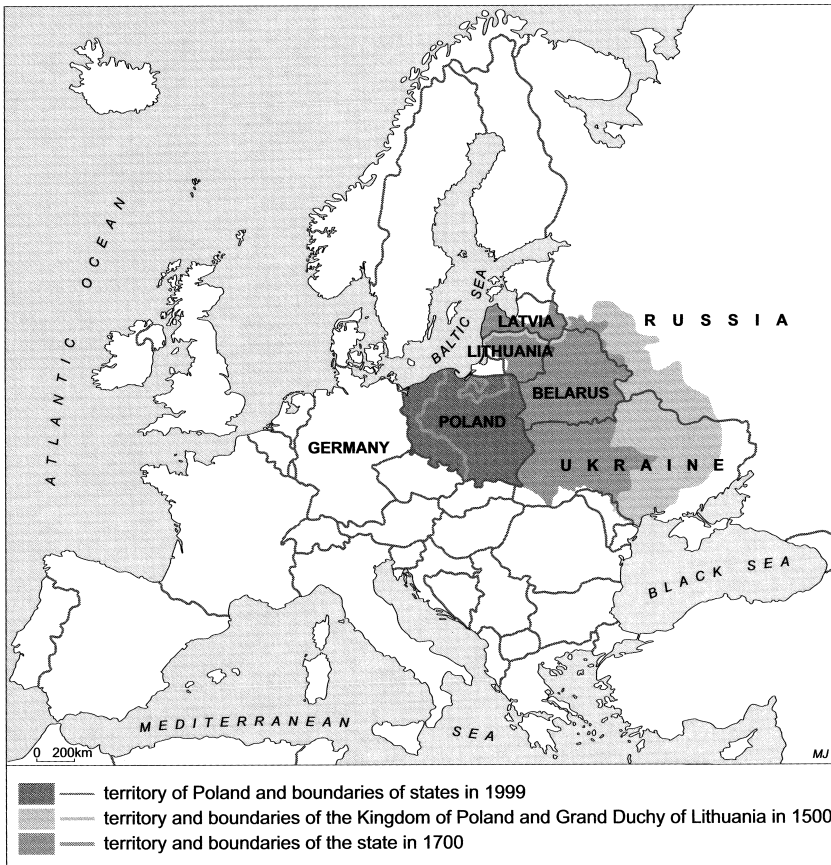 ATLANTIC OCEAN
BALTIC SEA
RUSSIA
LATVIA
LITHUANIA
BELARUS
POLAND
GERMANY
UKRAINE
BLACK SEA
MEDITERRANEAN SEA
0 200km
MJ
territory of Poland and boundaries of states in 1999
territory and boundaries of the Kingdom of Poland and Grand Duchy of Lithuania in 1500
territory and boundaries of the state in 1700